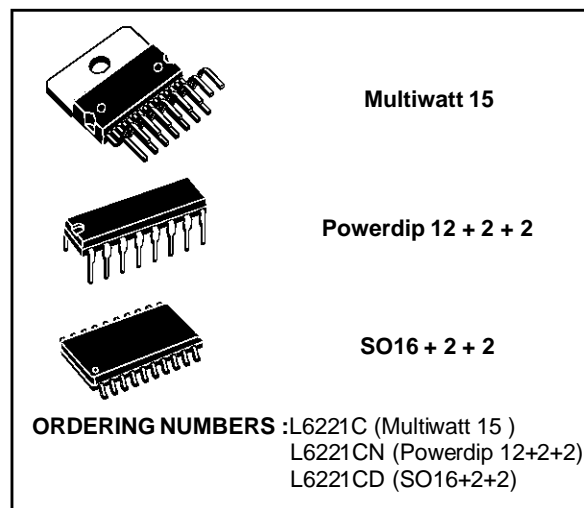 Multiwatt 15
Powerdip 12 + 2 + 2
SO16 + 2 + 2
ORDERING NUMBERS :L6221C (Multiwatt 15 )
L6221CN (Powerdip 12+2+2)
L6221CD (SO16+2+2)